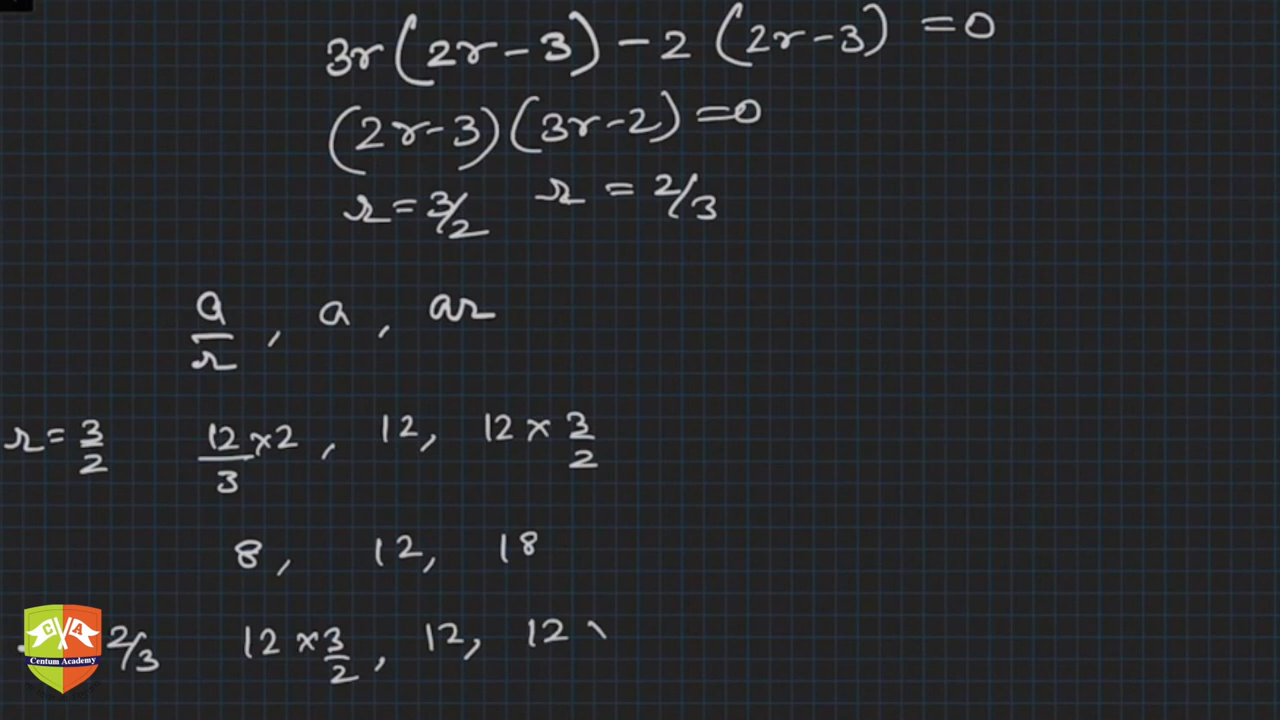 3r(2r-3)-2(2r-3)=0
(2r-3)(3r-2)=0
r=3/2 r=2/3
a/r, a, ar
r=3/2 12/3×2, 12, 12×3/2
8, 12, 18
2/3 12×3/2, 12, 12
CA
Centum Academy